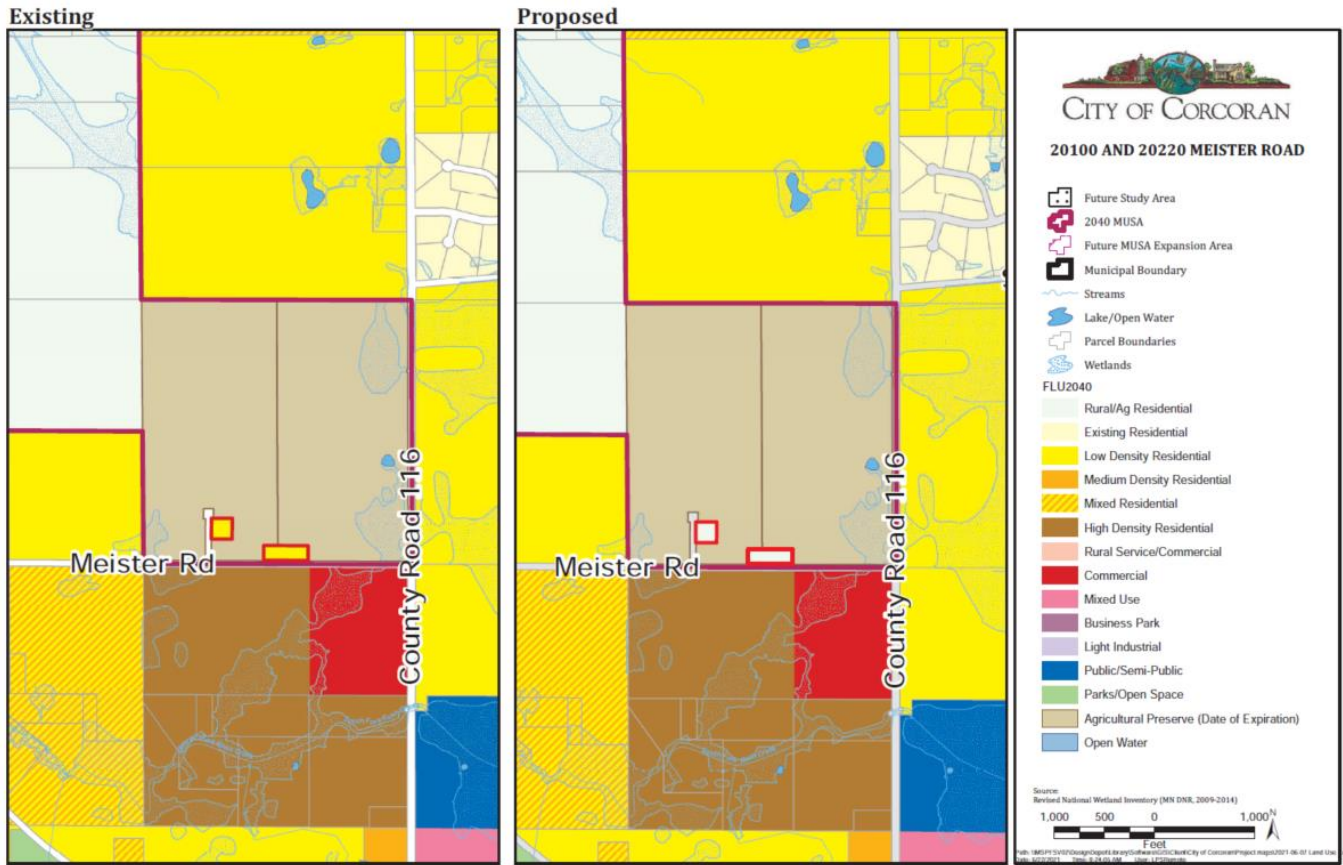 Existing
Proposed
Meister Rd
County Road 116
Meister Rd
County Road 116
CITY OF CORCORAN
20100 AND 20220 MEISTER ROAD
Future Study Area
2040 MUSA
Future MUSA Expansion Area
Municipal Boundary
Streams
Lake/Open Water
Parcel Boundaries
Wetlands
FLU2040
Rural/Ag Residential
Existing Residential
Low Density Residential
Medium Density Residential
Mixed Residential
High Density Residential
Rural Service/Commercial
Commercial
Mixed Use
Business Park
Light Industrial
Public/Semi-Public
Parks/Open Space
Agricultural Preserve (Date of Expiration)
Open Water
Source:
Revised National Wetland Inventory (MN DNR, 2009-2014)
N
1,000 500 0 1,000
Feet